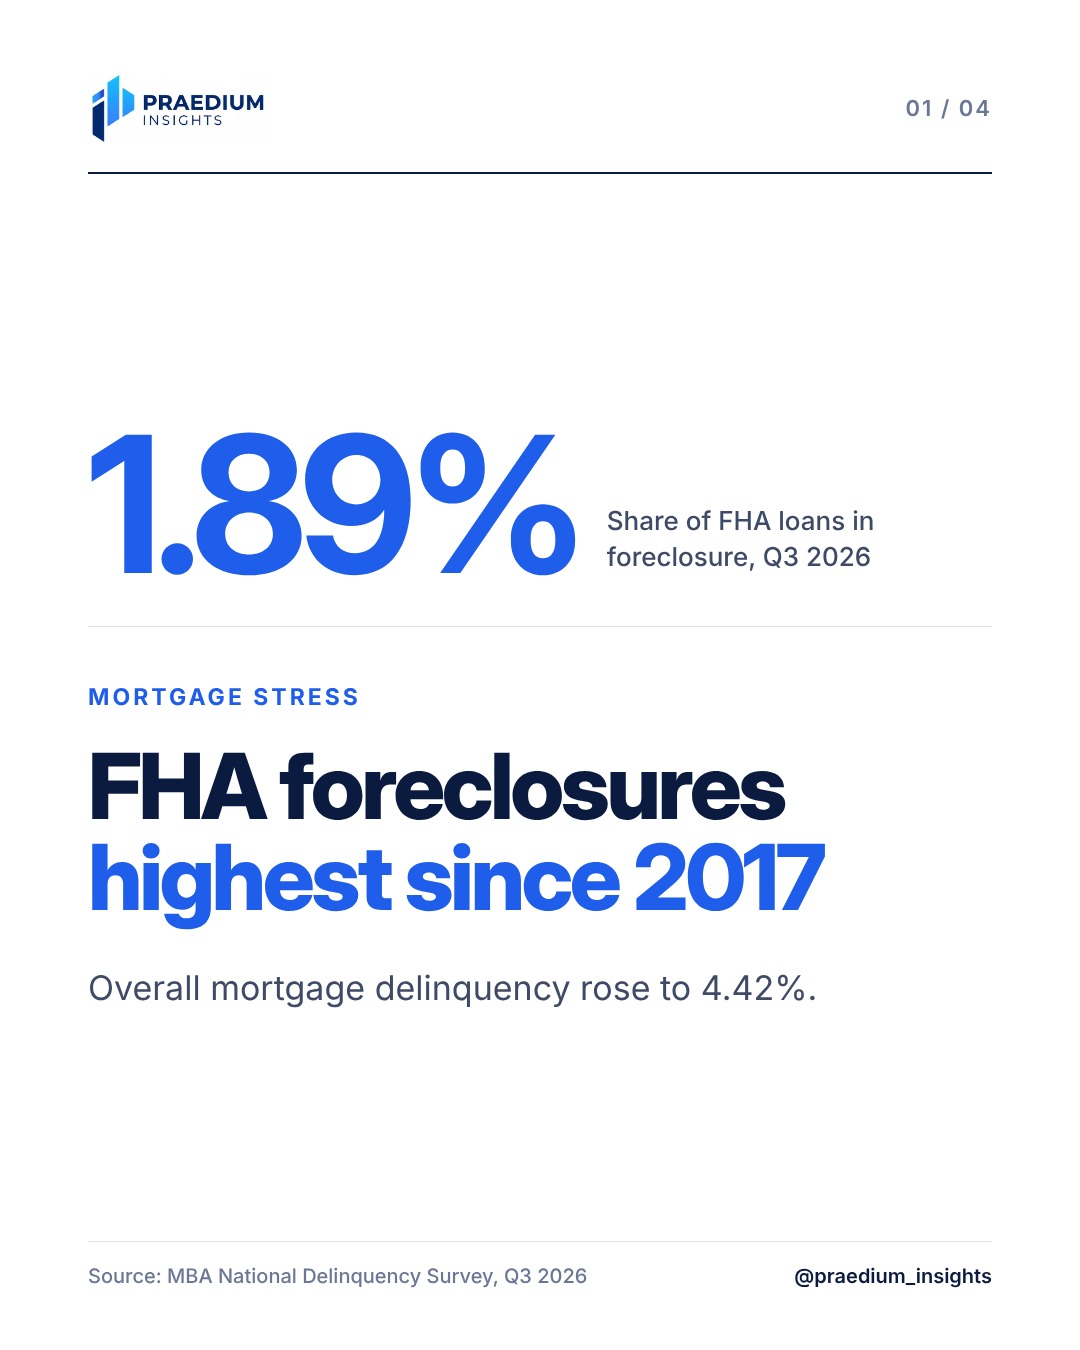 PRAEDIUM
INSIGHTS
01 / 04
1.89%
Share of FHA loans in
foreclosure, Q3 2026
MORTGAGE STRESS
FHA foreclosures
highest since 2017
Overall mortgage delinquency rose to 4.42%.
Source: MBA National Delinquency Survey, Q3 2026
@praedium_insights